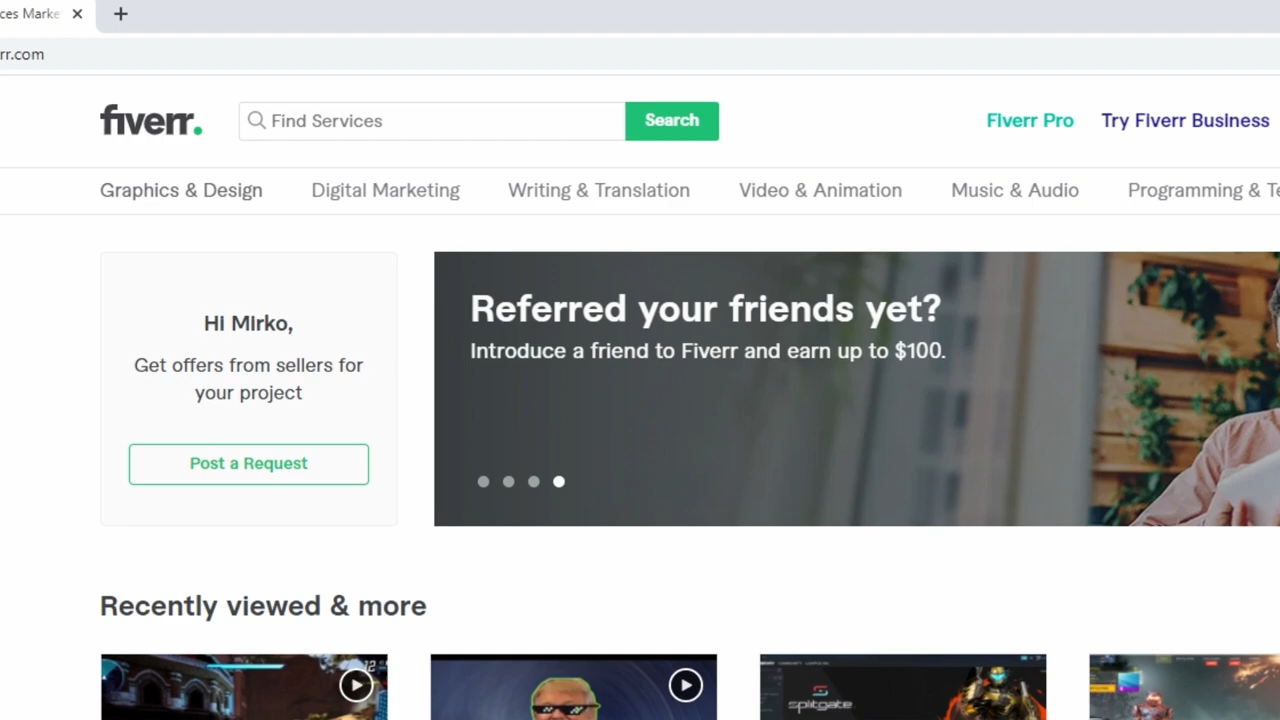 ces Marke
rr.com
fiverr.
Find Services
Search
Fiverr Pro
Try Fiverr Business
Graphics & Design
Digital Marketing
Writing & Translation
Video & Animation
Music & Audio
Programming & Te
Hi Mirko,
Get offers from sellers for
your project
Post a Request
Referred your friends yet?
Introduce a friend to Fiverr and earn up to $100.
Recently viewed & more
12
splitgate